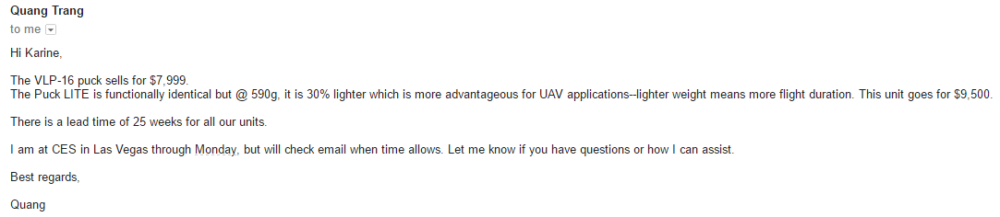 Quang Trang
to me
Hi Karine,
The VLP-16 puck sells for $7,999.
The Puck LITE is functionally identical but @ 590g, it is 30% lighter which is more advantageous for UAV applications--lighter weight means more flight duration. This unit goes for $9,500.
There is a lead time of 25 weeks for all our units.
I am at CES in Las Vegas through Monday, but will check email when time allows. Let me know if you have questions or how I can assist.
Best regards,
Quang